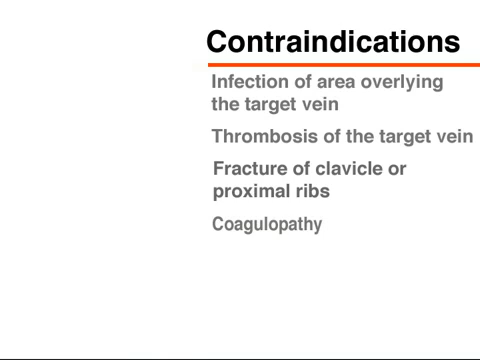 Contraindications
Infection of area overlying
the target vein
Thrombosis of the target vein
Fracture of clavicle or
proximal ribs
Coagulopathy